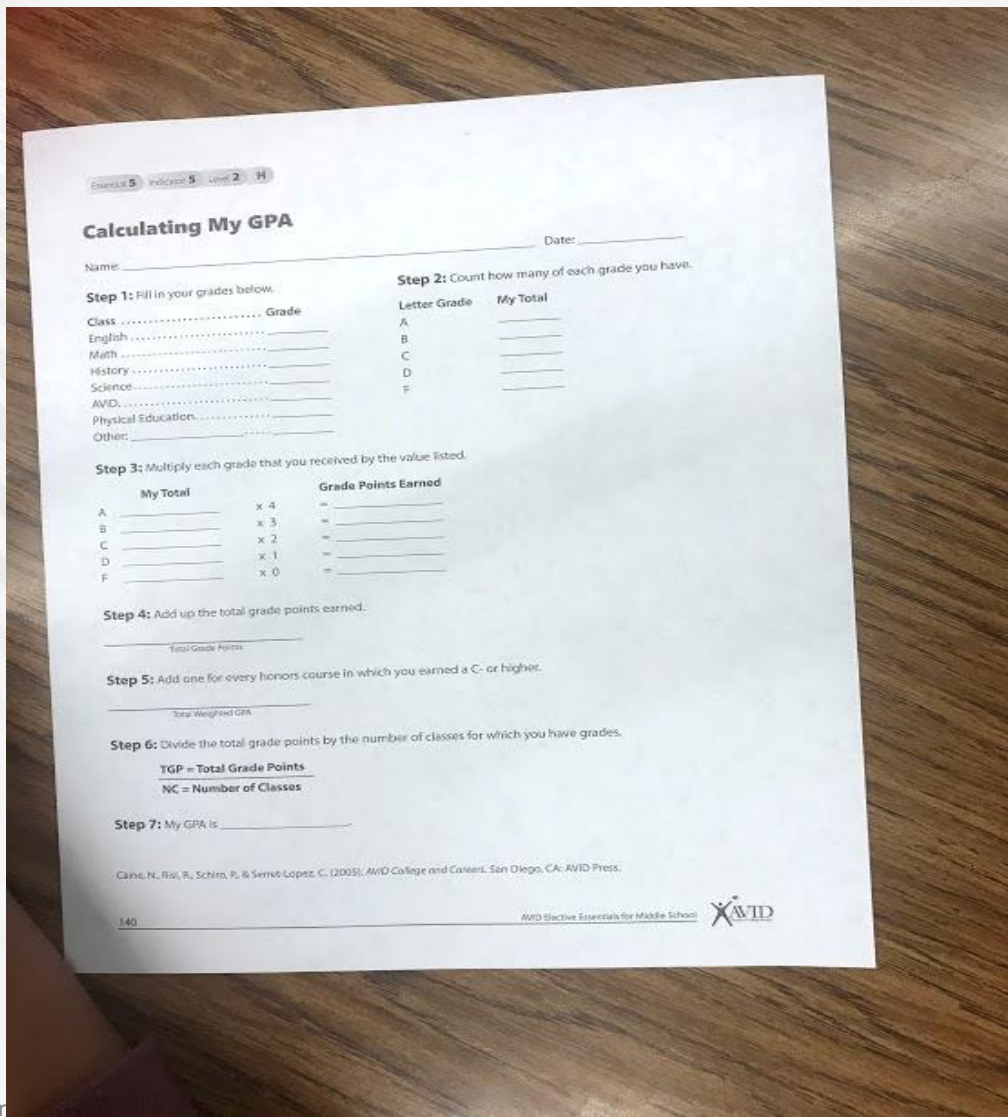 Essential 5 Indicator 5 Level 2 H
Calculating My GPA
Name: Date:
Step 1: Fill in your grades below.
Class Grade
English
Math
History
Science
AVID
Physical Education
Other:
Step 2: Count how many of each grade you have.
Letter Grade My Total
A
B
C
D
F
Step 3: Multiply each grade that you received by the value listed.
My Total Grade Points Earned
A x 4 =
B x 3 =
C x 2 =
D x 1 =
F x 0 =
Step 4: Add up the total grade points earned.
Total Grade Points
Step 5: Add one for every honors course in which you earned a C- or higher.
Total Weighted GPA
Step 6: Divide the total grade points by the number of classes for which you have grades.
TGP = Total Grade Points
NC = Number of Classes
Step 7: My GPA is
Caine, N., Risi, R., Schiro, P., & Serret-Lopez, C. (2005). AVID College and Careers. San Diego, CA: AVID Press.
140 AVID Elective Essentials for Middle School AVID